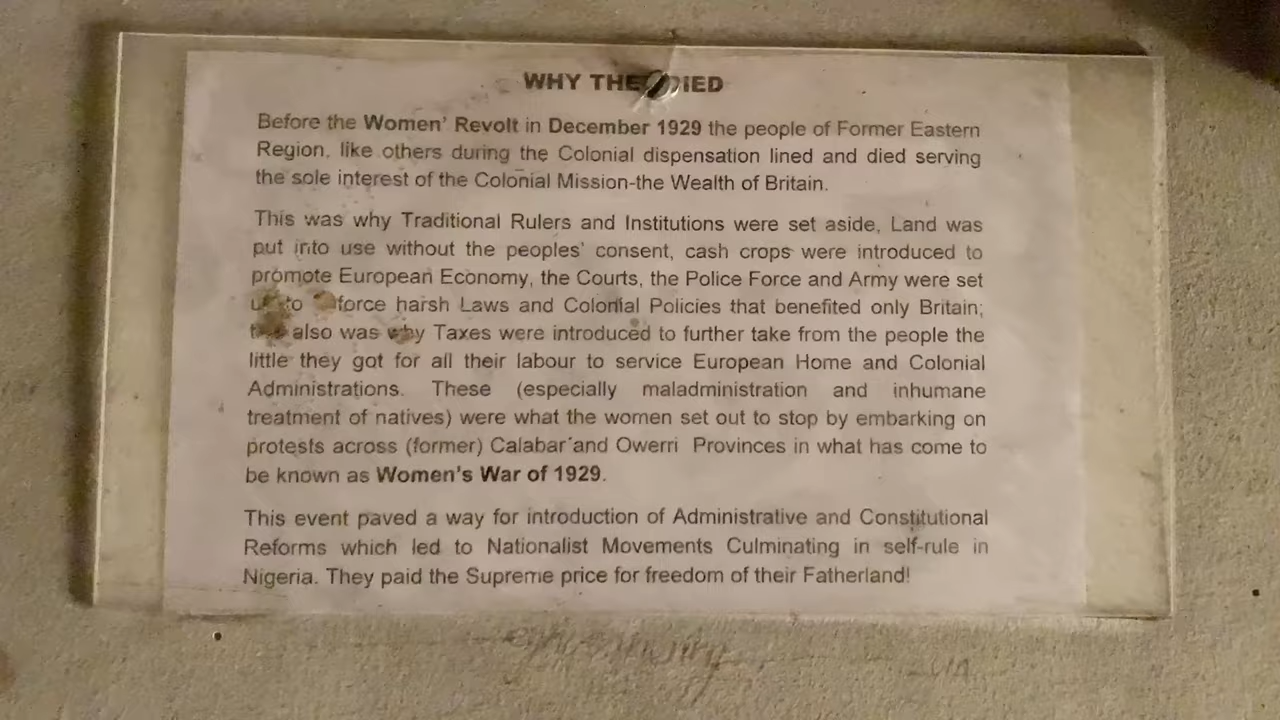 WHY THE DIED
Before the Women' Revolt in December 1929 the people of Former Eastern
Region, like others during the Colonial dispensation lined and died serving
the sole interest of the Colonial Mission-the Wealth of Britain.
This was why Traditional Rulers and Institutions were set aside, Land was
put into use without the peoples' consent, cash crops were introduced to
promote European Economy, the Courts, the Police Force and Army were set
to force harsh Laws and Colonial Policies that benefited only Britain;
also was why Taxes were introduced to further take from the people the
little they got for all their labour to service European Home and Colonial
Administrations. These (especially maladministration and inhumane
treatment of natives) were what the women set out to stop by embarking on
protests across (former) Calabar and Owerri Provinces in what has come to
be known as Women's War of 1929.
This event paved a way for introduction of Administrative and Constitutional
Reforms which led to Nationalist Movements Culminating in self-rule in
Nigeria. They paid the Supreme price for freedom of their Fatherland!